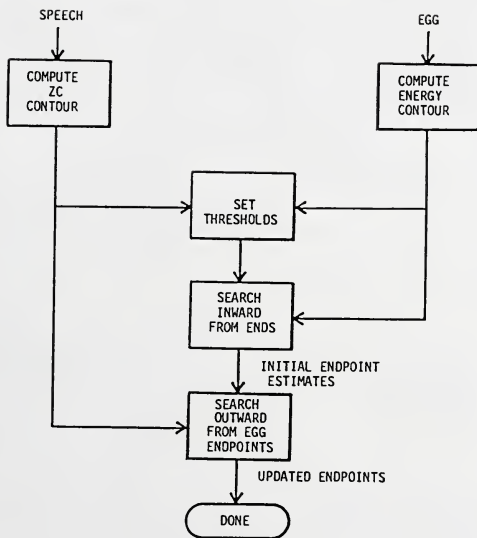 SPEECH
EGG
COMPUTE
ZC
CONTOUR
COMPUTE
ENERGY
CONTOUR
SET
THRESHOLDS
SEARCH
INWARD
FROM ENDS
INITIAL ENDPOINT
ESTIMATES
SEARCH
OUTWARD
FROM EGG
ENDPOINTS
UPDATED ENDPOINTS
DONE